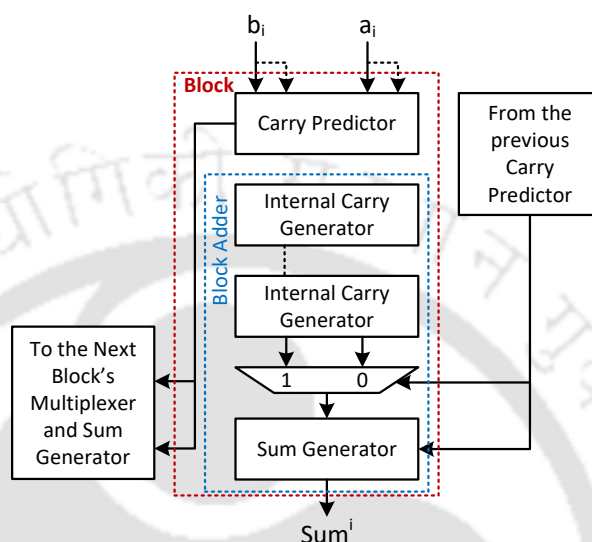 bi
ai
Block
Carry Predictor
From the
previous
Carry
Predictor
Block Adder
Internal Carry
Generator
Internal Carry
Generator
1 0
To the Next
Block's
Multiplexer
and Sum
Generator
Sum Generator
Sumⁱ